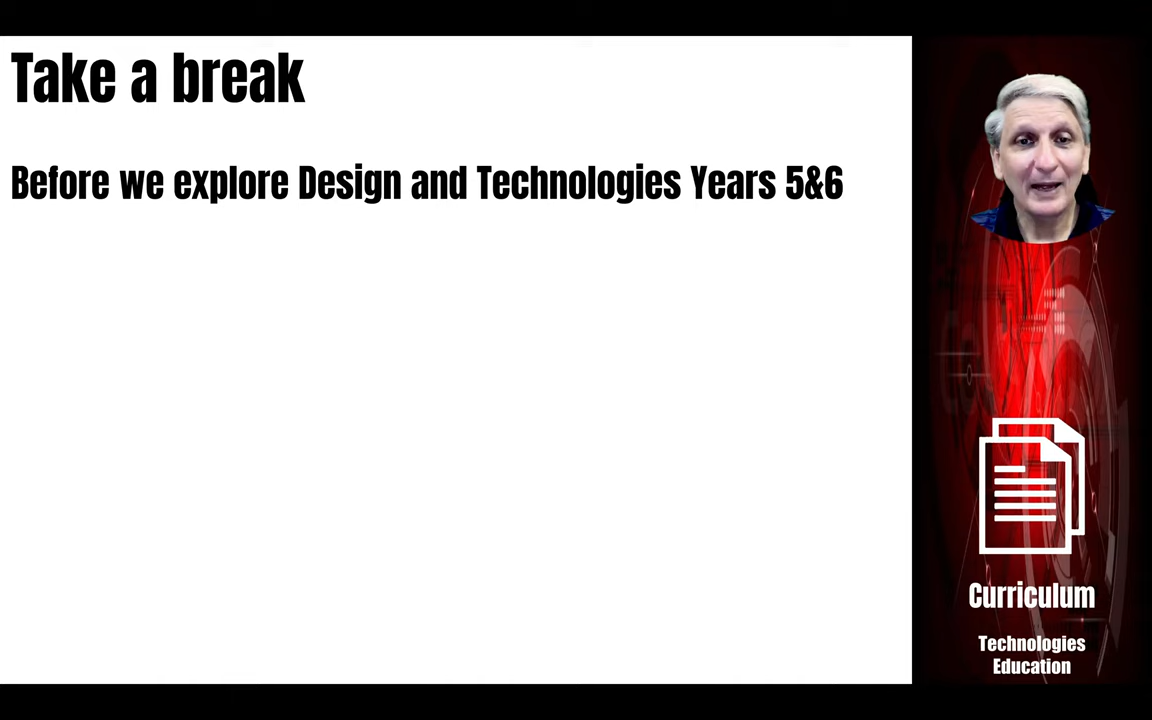 Take a break
Before we explore Design and Technologies Years 5&6
Curriculum
Technologies
Education